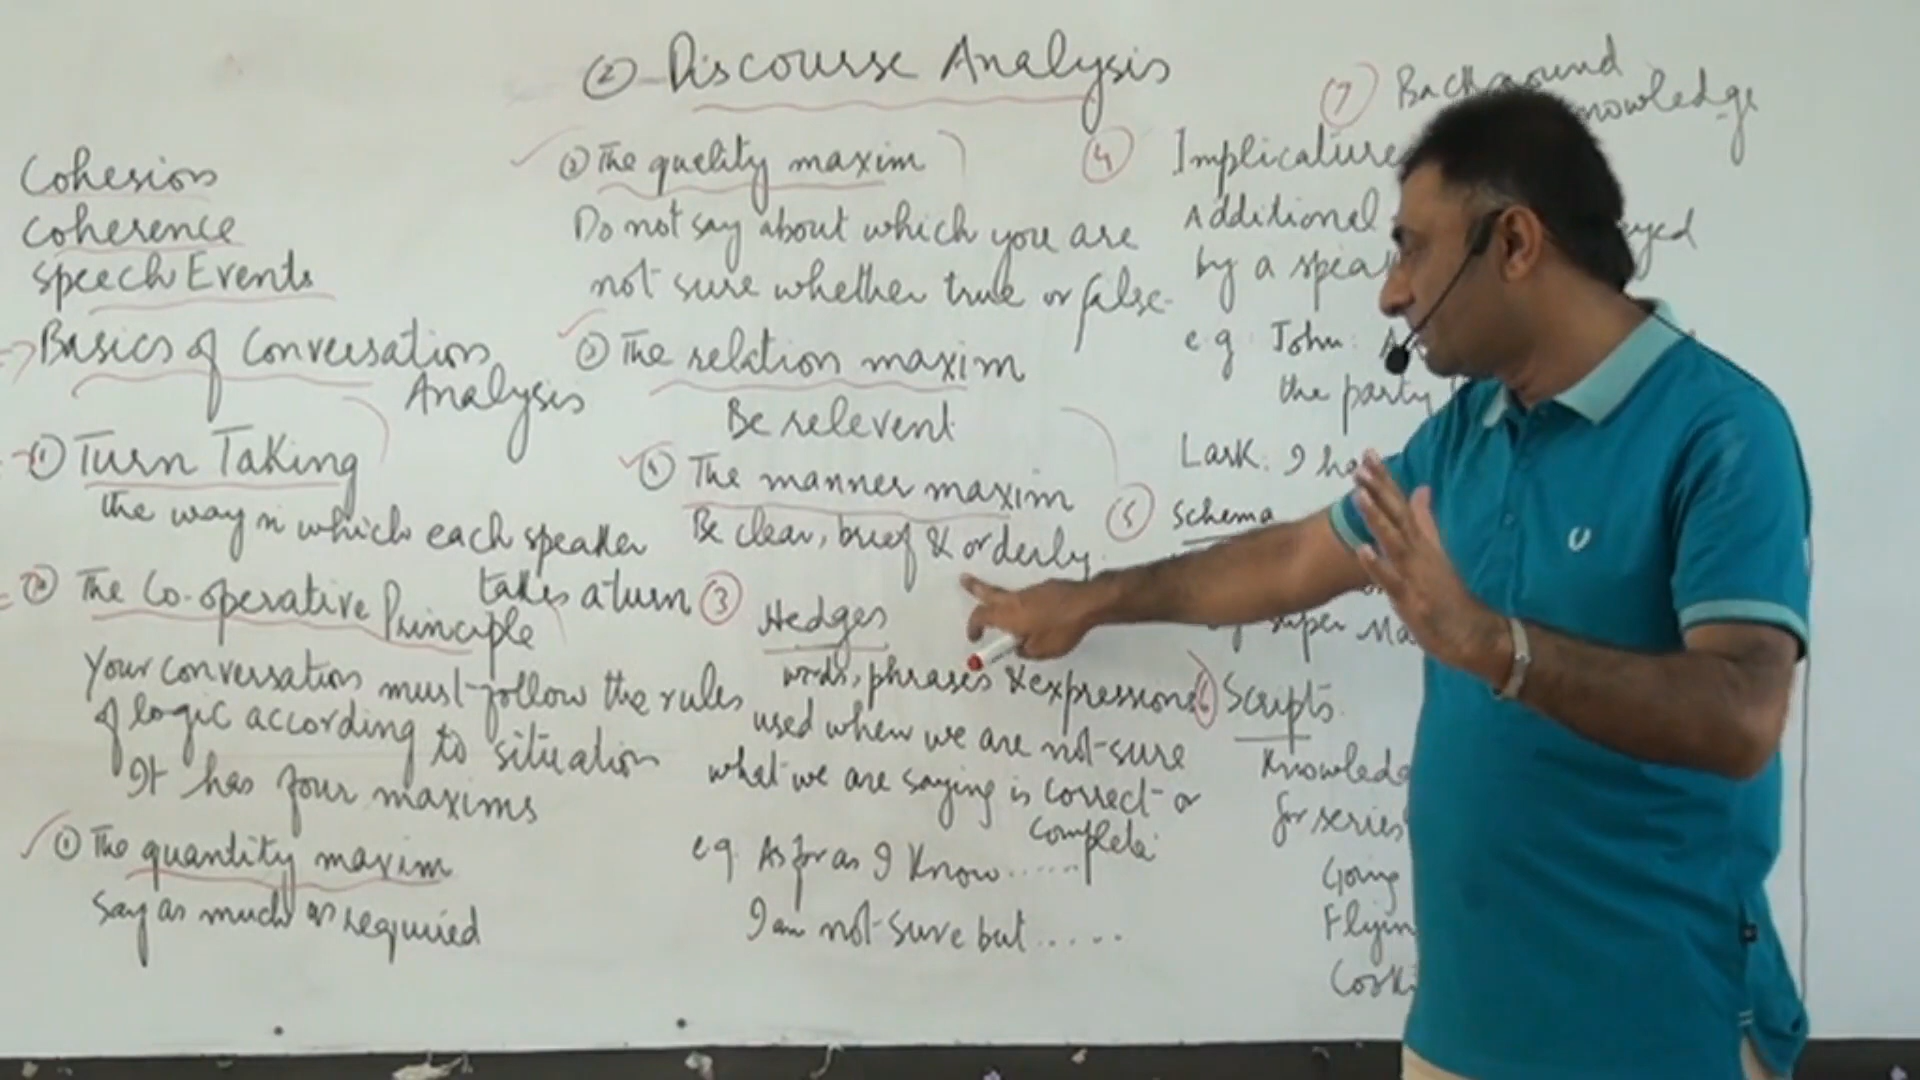 ② Discourse Analysis
Cohesion
Coherence
Speech Events
Basics of Conversation
Analysis
① Turn Taking
the way in which each speaker
takes a turn
② The Co-operative Principle
Your conversation must follow the rules
of logic according to situation
It has four maxims
① The quantity maxim
Say as much as required
② The quality maxim
Do not say about which you are
not sure whether true or false.
③ The relation maxim
Be relevent
④ The manner maxim
Be clear, brief & orderly.
③ Hedges
words, phrases & expressions
used when we are not sure
what we are saying is correct or
complete
e.g. As for as I Know......
I am not sure but.....
④ Implicature
Additional
by a
e.g. John:
the party
Lark: I
⑤ Schema
Super
⑥ Scripts
for series
Going
⑦ Background
Knowledge